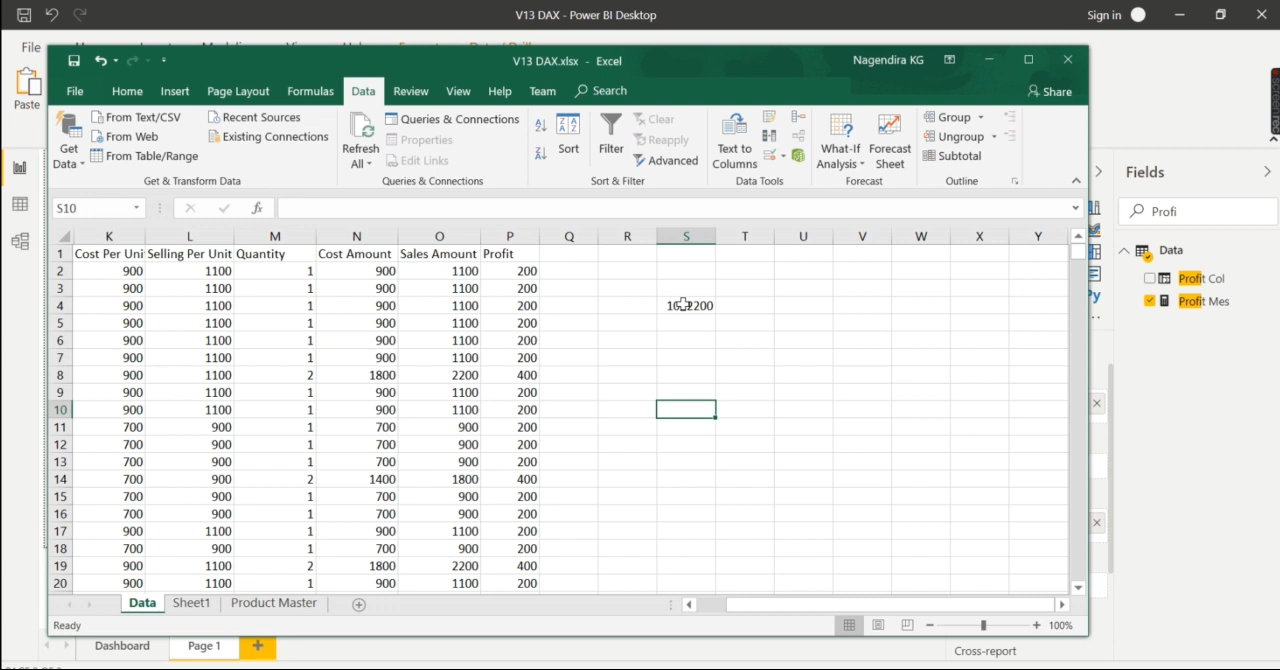 V13 DAX - Power BI Desktop
Sign in
File
Paste
V13 DAX.xlsx - Excel
Nagendira KG
File Home Insert Page Layout Formulas Data Review View Help Team Search Share
From Text/CSV
From Web
From Table/Range
Recent Sources
Existing Connections
Get
Data
Get & Transform Data
Refresh
All
Queries & Connections
Properties
Edit Links
Queries & Connections
Sort
Filter
Clear
Reapply
Advanced
Sort & Filter
Text to
Columns
Data Tools
What-If
Analysis
Forecast
Sheet
Forecast
Group
Ungroup
Subtotal
Outline
S10
fx
K L M N O P Q R S T U V W X Y
1 Cost Per Uni Selling Per Unit Quantity Cost Amount Sales Amount Profit
2 900 1100 1 900 1100 200
3 900 1100 1 900 1100 200
4 900 1100 1 900 1100 200
5 900 1100 1 900 1100 200
6 900 1100 1 900 1100 200
7 900 1100 1 900 1100 200
8 900 1100 2 1800 2200 400
9 900 1100 1 900 1100 200
10 900 1100 1 900 1100 200
11 700 900 1 700 900 200
12 700 900 1 700 900 200
13 700 900 1 700 900 200
14 700 900 2 1400 1800 400
15 700 900 1 700 900 200
16 700 900 1 700 900 200
17 900 1100 1 900 1100 200
18 700 900 1 700 900 200
19 900 1100 2 1800 2200 400
20 900 1100 1 900 1100 200
Data Sheet1 Product Master
Ready
100%
Dashboard Page 1
Cross-report
Fields
Profi
Data
Profit Col
Profit Mes